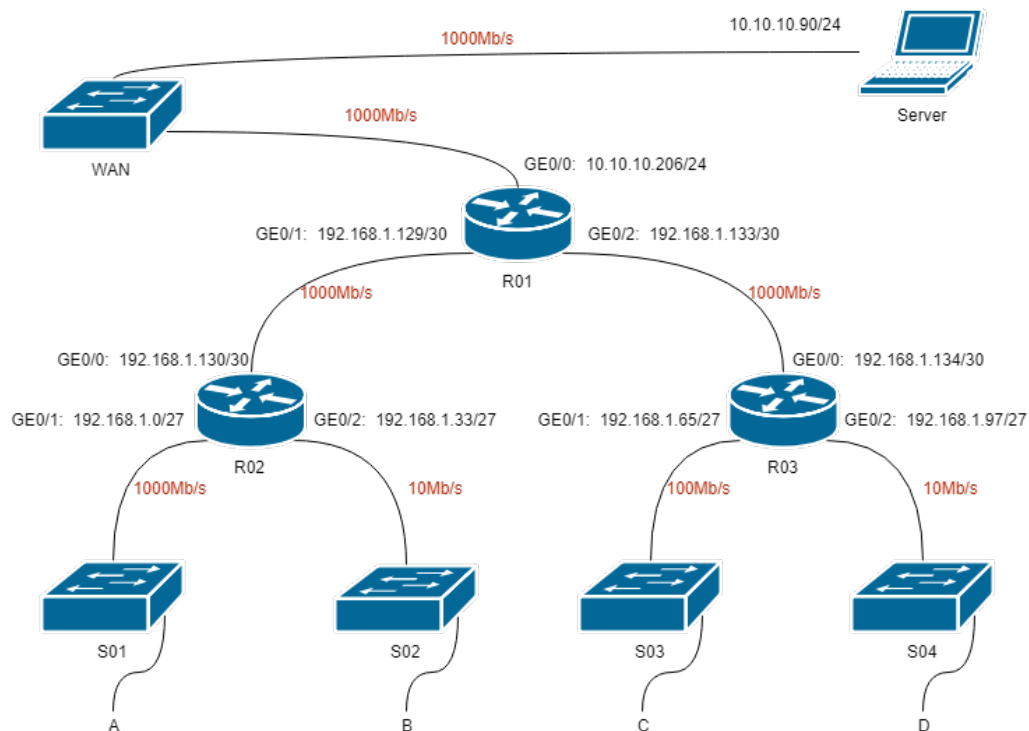 10.10.10.90/24
1000Mb/s
Server
1000Mb/s
WAN
GE0/0: 10.10.10.206/24
GE0/1: 192.168.1.129/30
GE0/2: 192.168.1.133/30
R01
1000Mb/s
1000Mb/s
GE0/0: 192.168.1.130/30
GE0/0: 192.168.1.134/30
GE0/1: 192.168.1.0/27
GE0/2: 192.168.1.33/27
GE0/1: 192.168.1.65/27
GE0/2: 192.168.1.97/27
R02
R03
1000Mb/s
10Mb/s
100Mb/s
10Mb/s
S01
S02
S03
S04
A
B
C
D